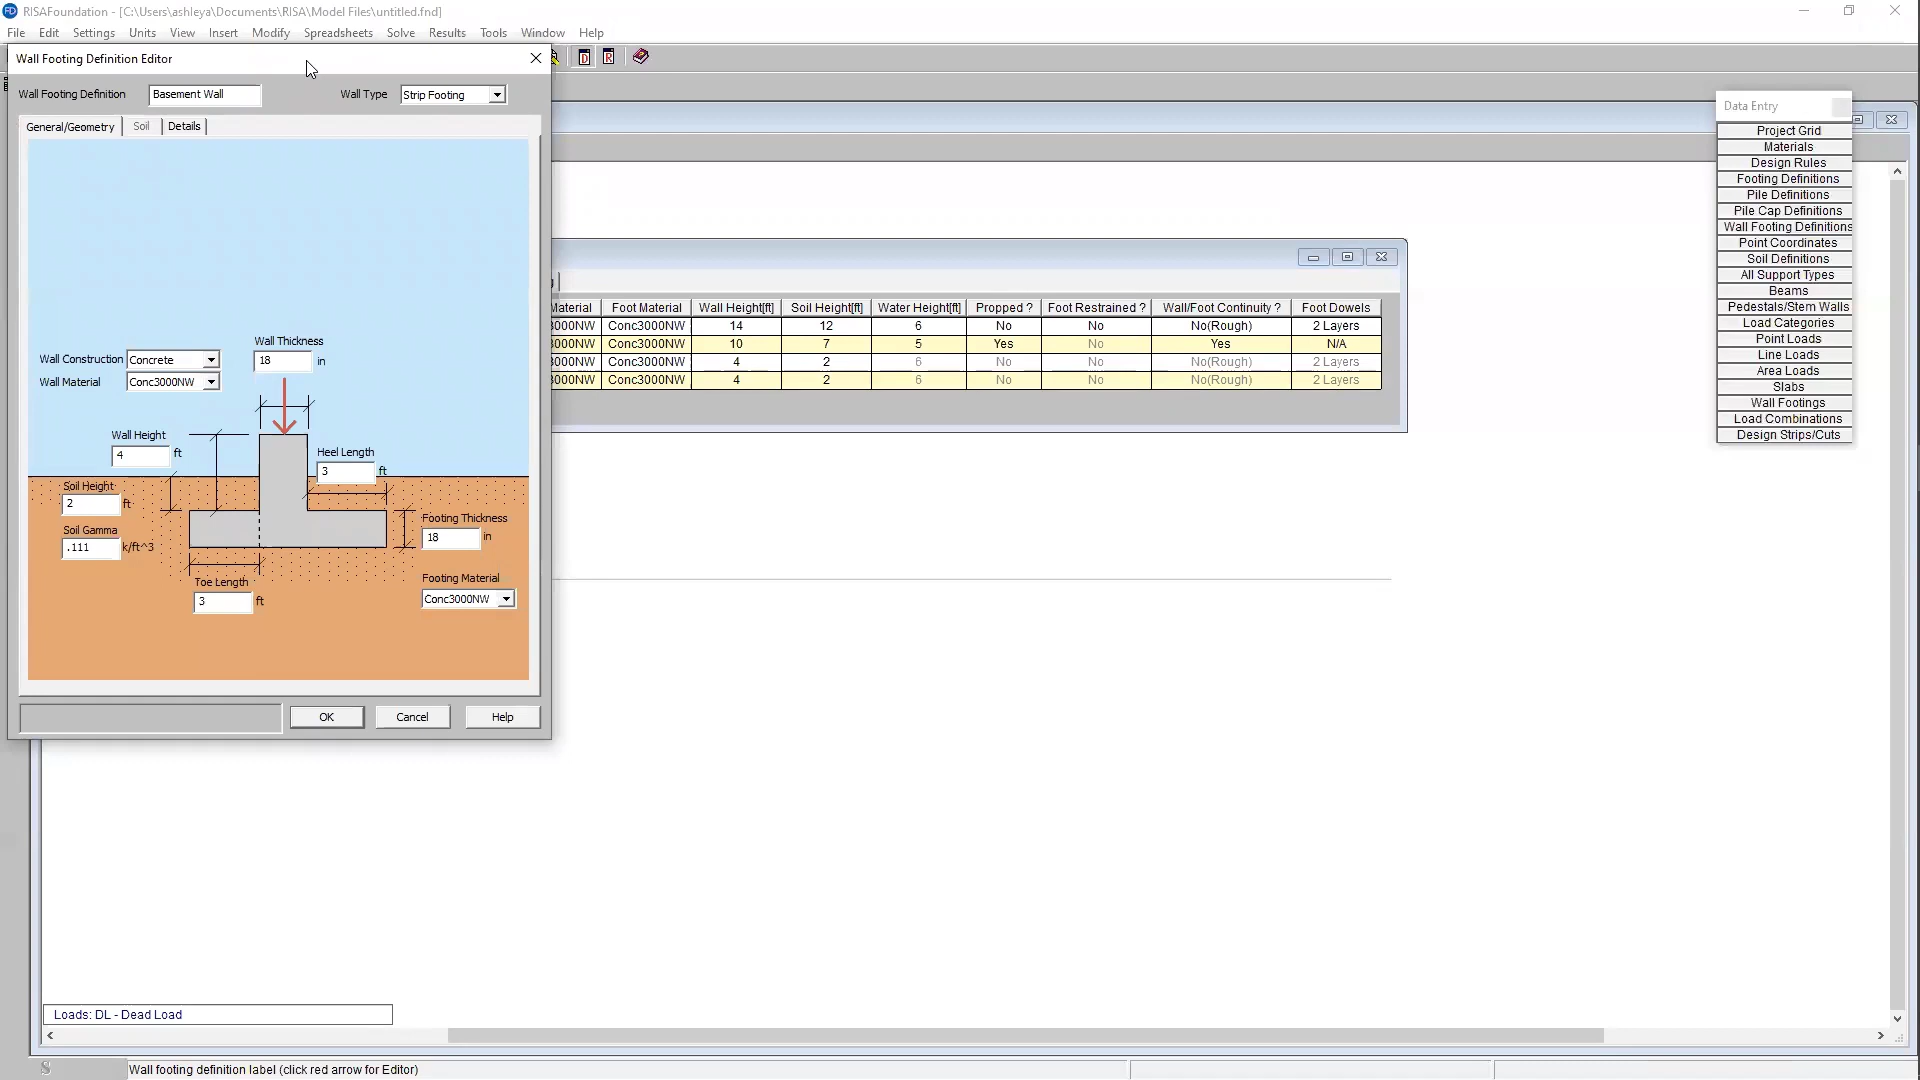 RISAFoundation - [C:\Users\ashleya\Documents\RISA\Model Files\untitled.fnd]
File Edit Settings Units View Insert Modify Spreadsheets Solve Results Tools Window Help
Wall Footing Definition Editor
Wall Footing Definition Basement Wall Wall Type Strip Footing
General/Geometry Soil Details
Wall Thickness
18 in
Wall Construction Concrete
Wall Material Conc3000NW
Wall Height
4 ft
Heel Length
3 ft
Soil Height
2 ft
Soil Gamma
.111 k/ft^3
Footing Thickness
18 in
Toe Length
3 ft
Footing Material
Conc3000NW
OK Cancel Help
Material Foot Material Wall Height[ft] Soil Height[ft] Water Height[ft] Propped ? Foot Restrained ? Wall/Foot Continuity ? Foot Dowels
3000NW Conc3000NW 14 12 6 No No No(Rough) 2 Layers
3000NW Conc3000NW 10 7 5 Yes No Yes N/A
3000NW Conc3000NW 4 2 6 No No No(Rough) 2 Layers
3000NW Conc3000NW 4 2 6 No No No(Rough) 2 Layers
Data Entry
Project Grid
Materials
Design Rules
Footing Definitions
Pile Definitions
Pile Cap Definitions
Wall Footing Definitions
Point Coordinates
Soil Definitions
All Support Types
Beams
Pedestals/Stem Walls
Load Categories
Point Loads
Line Loads
Area Loads
Slabs
Wall Footings
Load Combinations
Design Strips/Cuts
Loads: DL - Dead Load
S
Wall footing definition label (click red arrow for Editor)